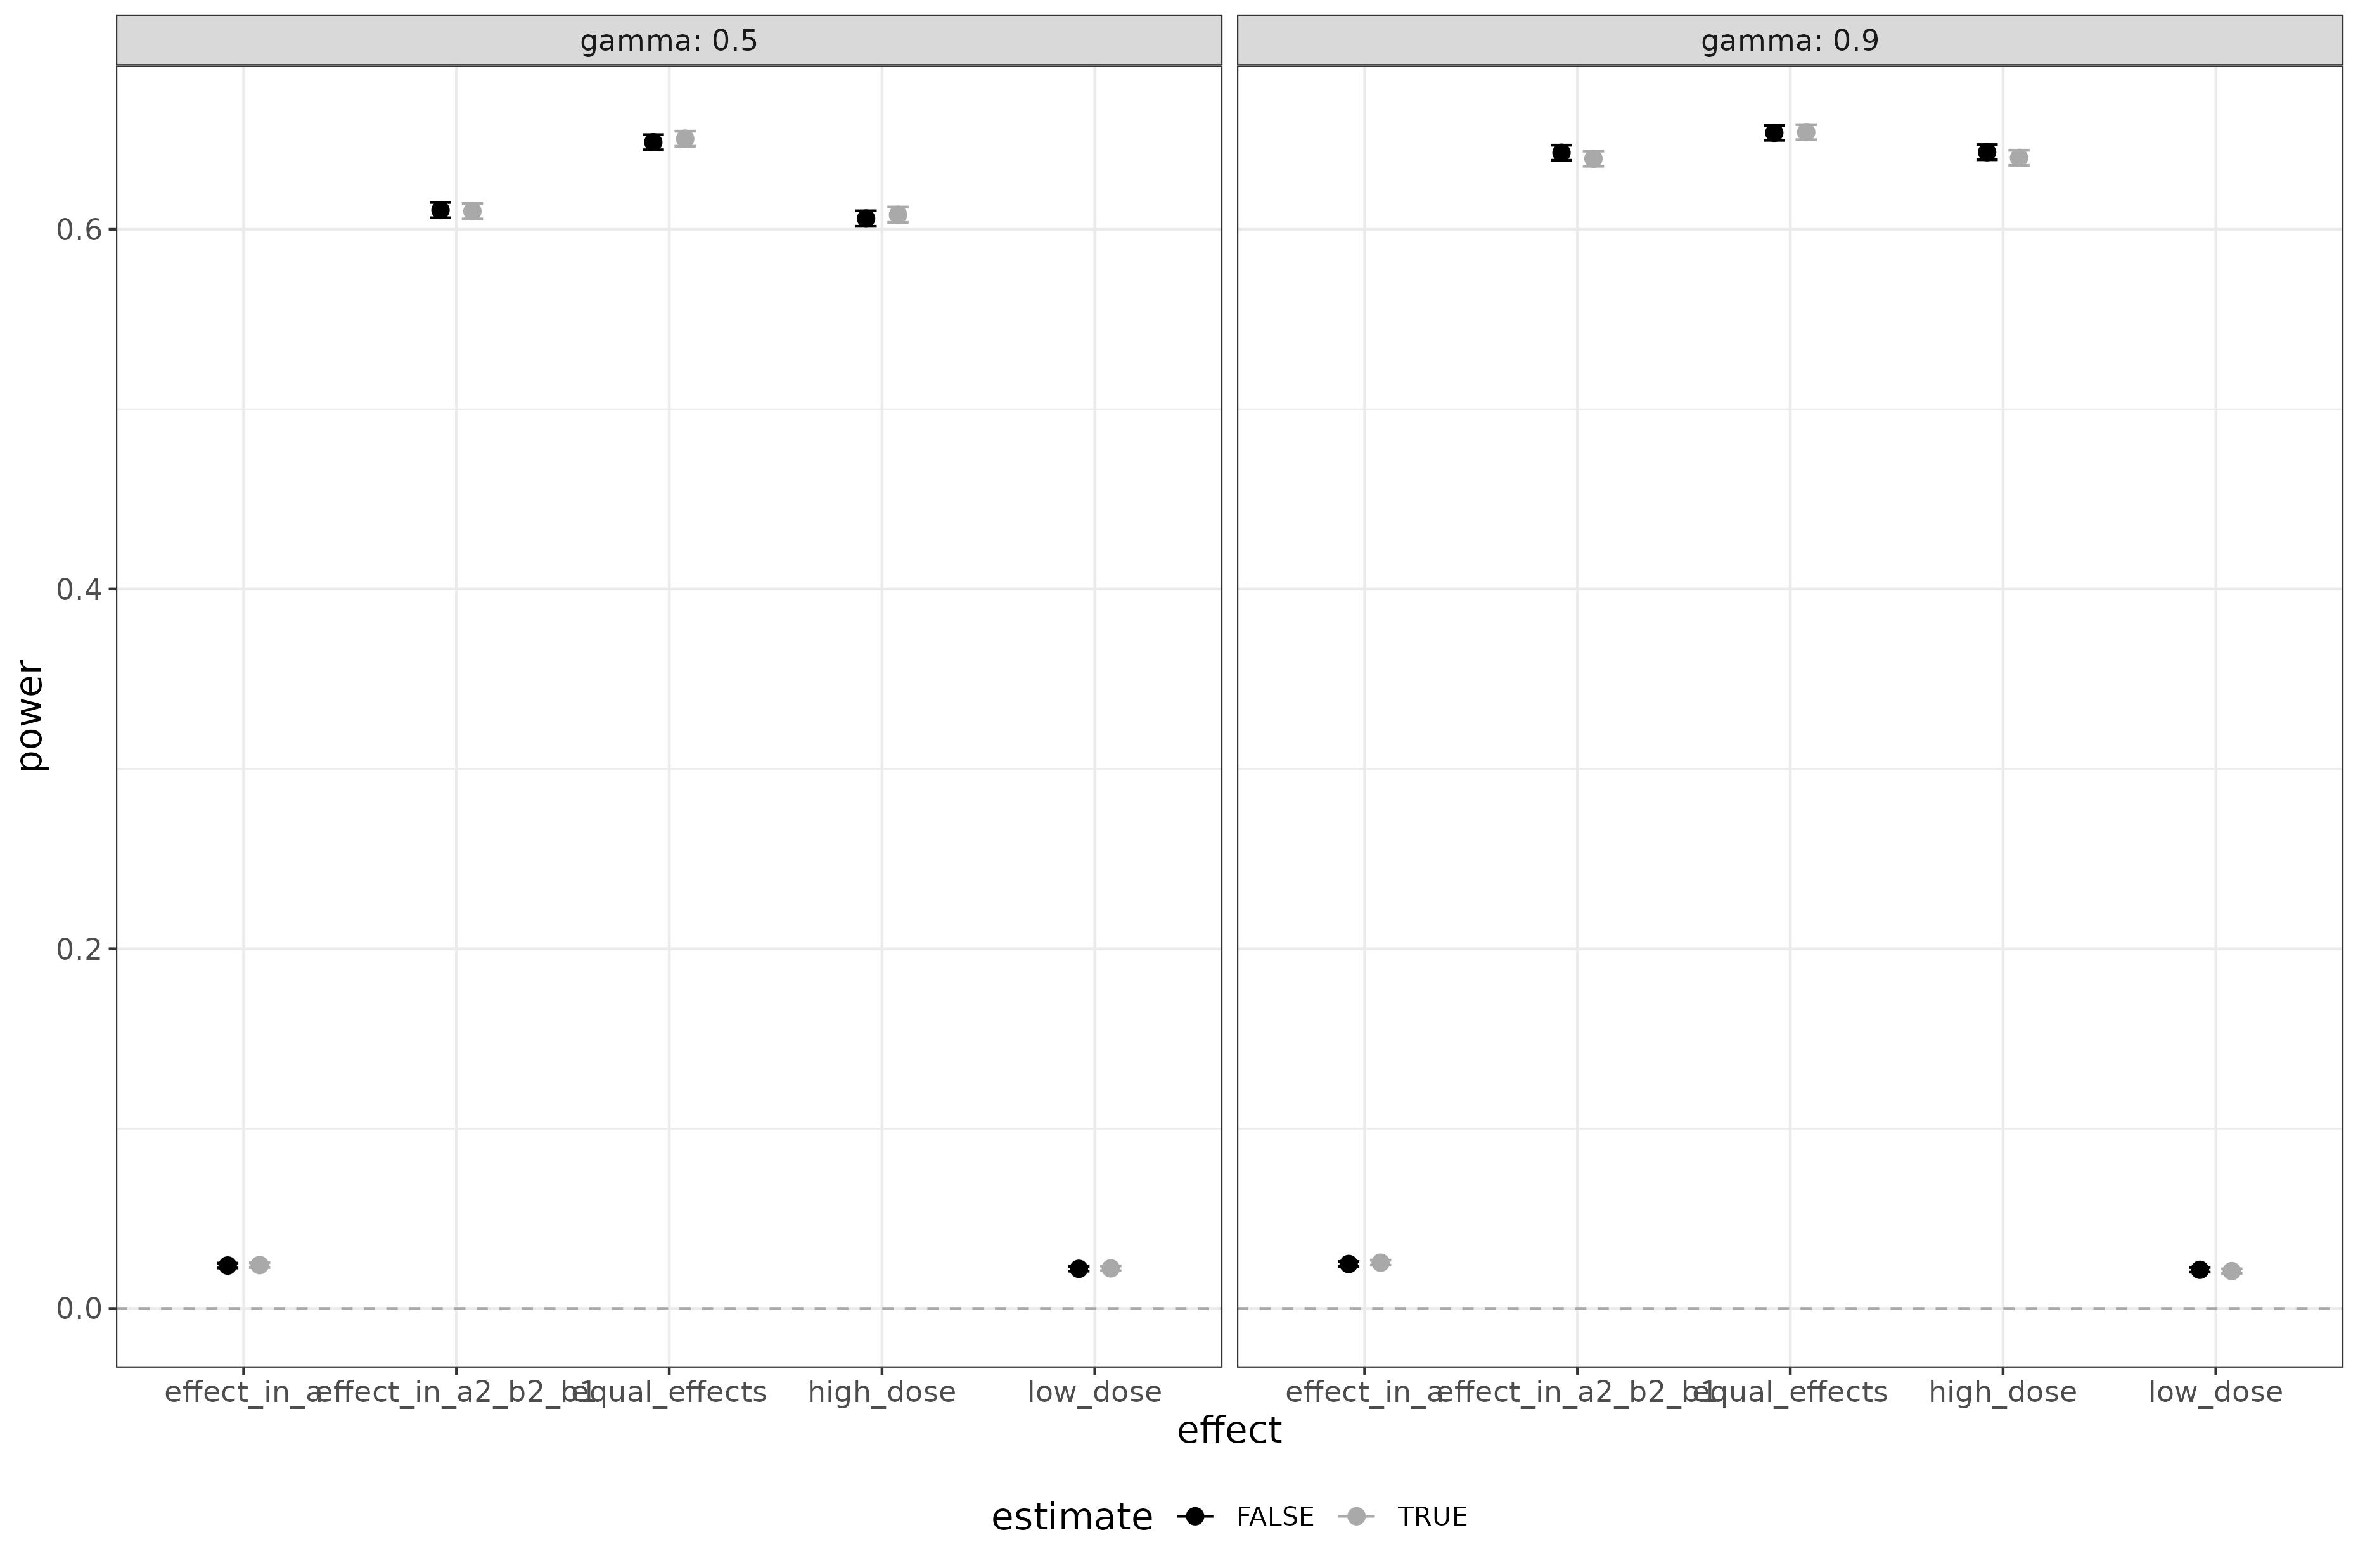 gamma: 0.5
gamma: 0.9
power
0.6
0.4
0.2
0.0
effect_in_a effect_in_a2_b2_b1 equal_effects high_dose low_dose
effect_in_a effect_in_a2_b2_b1 equal_effects high_dose low_dose
effect
estimate FALSE TRUE